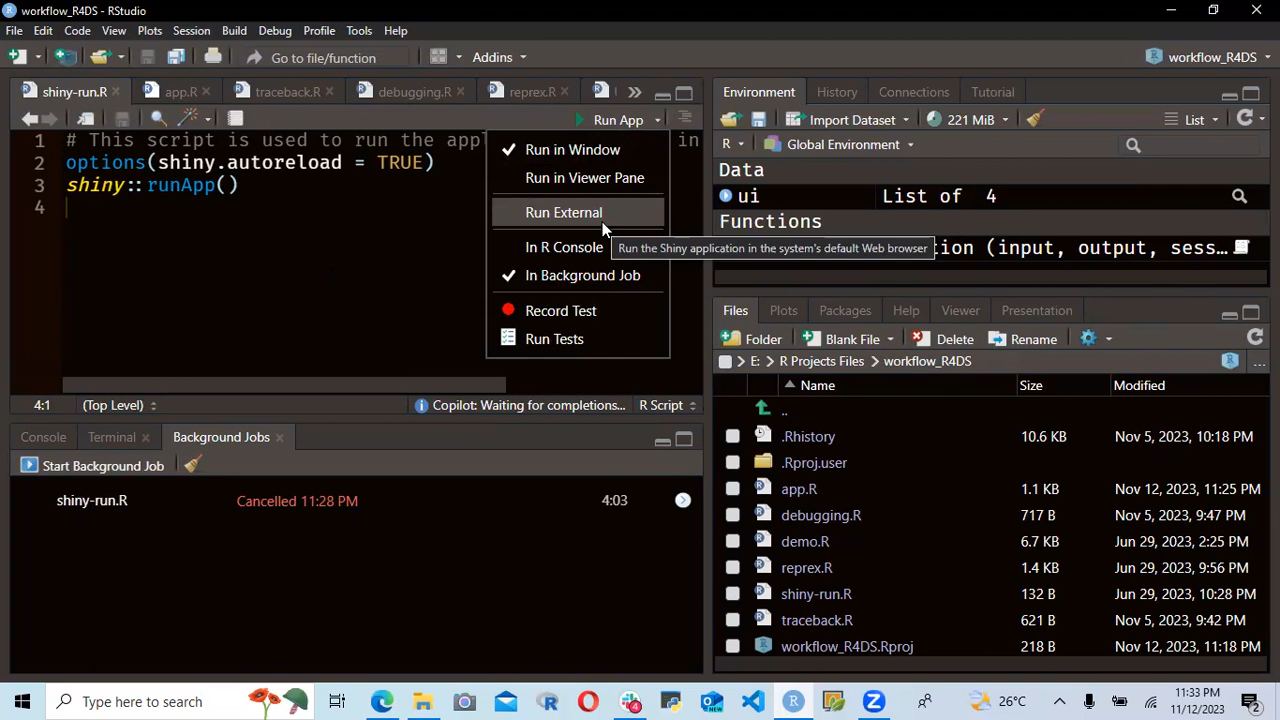 workflow_R4DS - RStudio
File Edit Code View Plots Session Build Debug Profile Tools Help
Go to file/function Addins workflow_R4DS
shiny-run.R app.R traceback.R debugging.R reprex.R
Run App
1 # This script is used to run the app in
2 options(shiny.autoreload = TRUE)
3 shiny::runApp()
4
Run in Window
Run in Viewer Pane
Run External
In R Console
In Background Job
Record Test
Run Tests
Run the Shiny application in the system's default Web browser
4:1 (Top Level) Copilot: Waiting for completions... R Script
Console Terminal Background Jobs
Start Background Job
shiny-run.R Cancelled 11:28 PM 4:03
Environment History Connections Tutorial
Import Dataset 221 MiB List
R Global Environment
Data
ui List of 4
Functions
ion (input, output, sess...
Files Plots Packages Help Viewer Presentation
Folder Blank File Delete Rename
E: R Projects Files workflow_R4DS ...
Name Size Modified
..
.Rhistory 10.6 KB Nov 5, 2023, 10:18 PM
.Rproj.user
app.R 1.1 KB Nov 12, 2023, 11:25 PM
debugging.R 717 B Nov 5, 2023, 9:47 PM
demo.R 6.7 KB Jun 29, 2023, 2:25 PM
reprex.R 1.4 KB Jun 29, 2023, 9:56 PM
shiny-run.R 132 B Jun 29, 2023, 10:28 PM
traceback.R 621 B Nov 5, 2023, 9:42 PM
workflow_R4DS.Rproj 218 B Nov 12, 2023, 11:18 PM
Type here to search
4
26°C
11:33 PM
11/12/2023
2